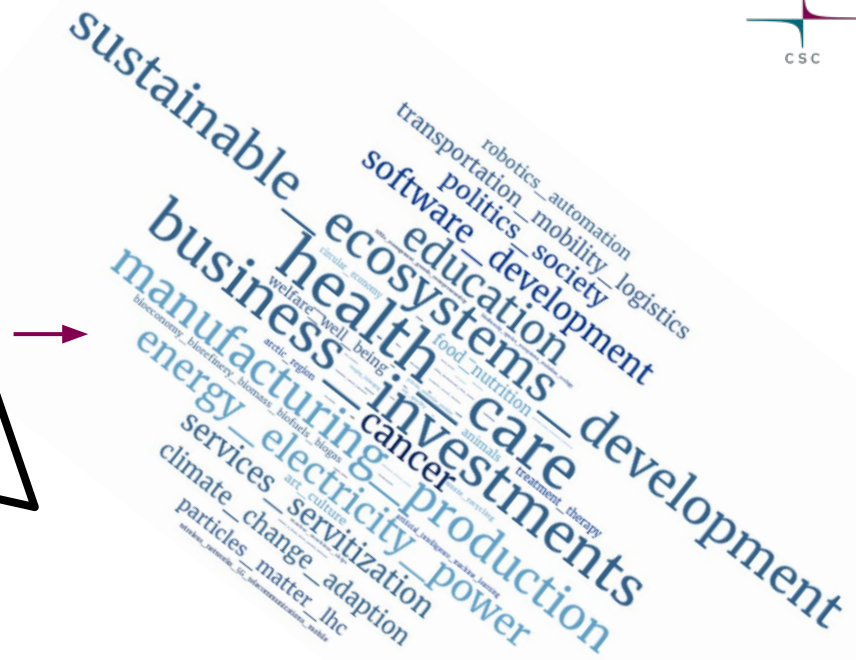 CSC
robotics_automation
transportation_mobility_logistics
politics_society
software_development
education
sustainable_ecosystems_development
circular_economy
health_care
food_nutrition
welfare_well_being
business_investments
animals
treatment_therapy
arctic_region
cancer
manufacturing_production
bioeconomy_biorefinery_biomass_biofuels_biogas
energy_electricity_power
art_culture
services_servitization
climate_change_adaption
particles_matter_lhc